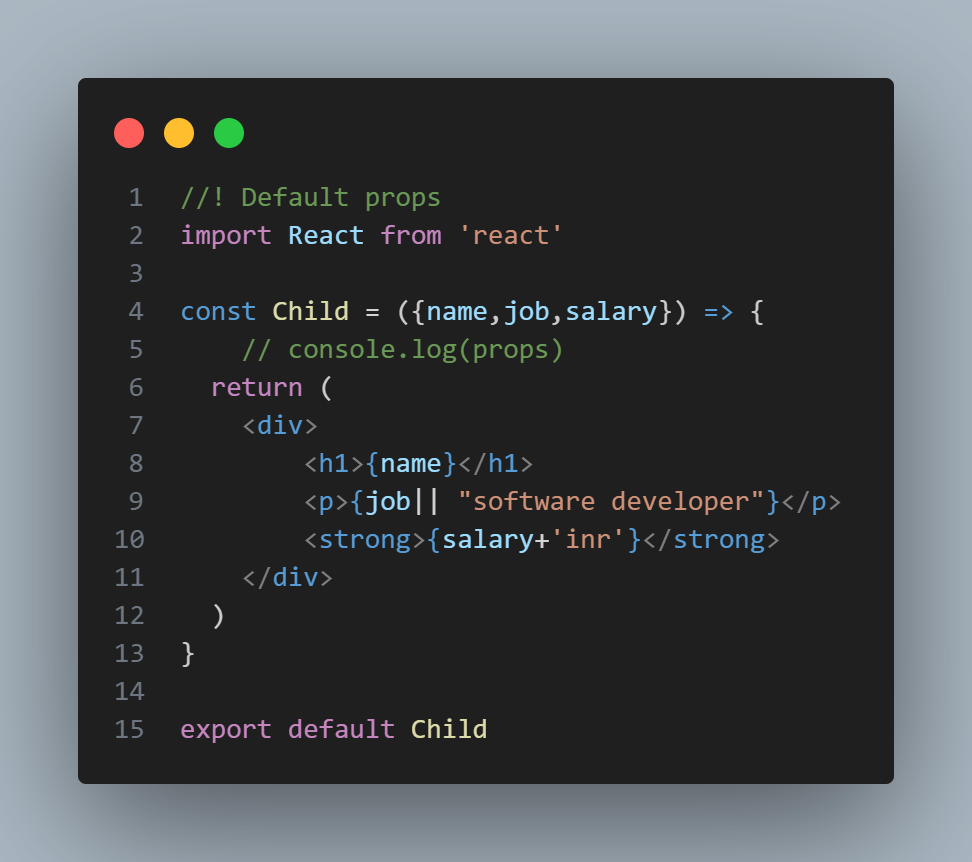 1 //! Default props
2 import React from 'react'
3
4 const Child = ({name,job,salary}) => {
5     // console.log(props)
6   return (
7     <div>
8         <h1>{name}</h1>
9         <p>{job|| "software developer"}</p>
10         <strong>{salary+'inr'}</strong>
11     </div>
12   )
13 }
14
15 export default Child